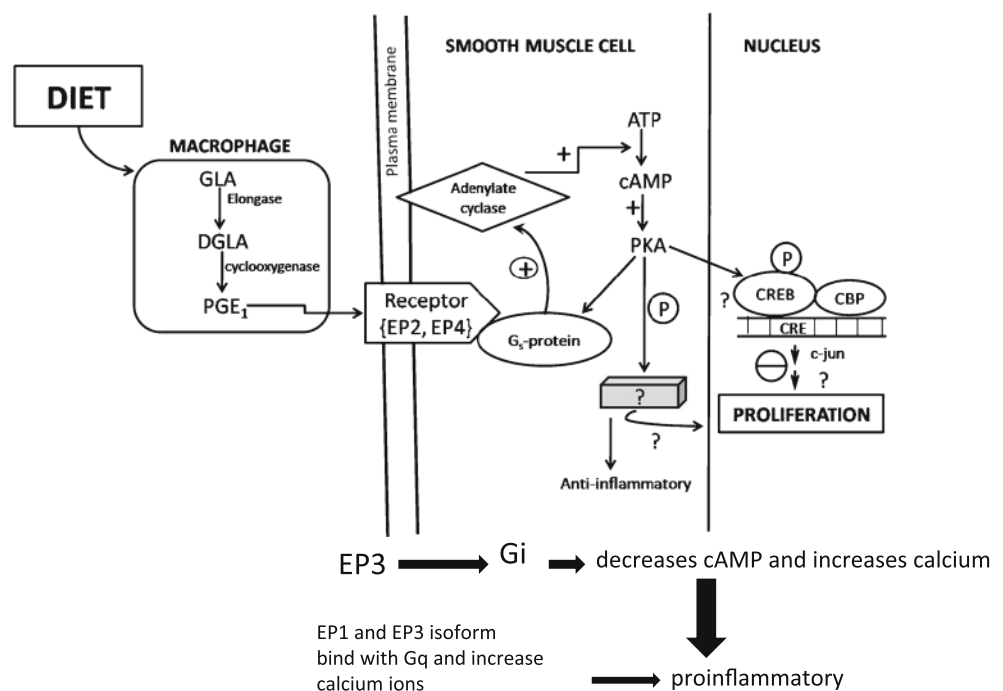 SMOOTH MUSCLE CELL
NUCLEUS
DIET
Plasma membrane
MACROPHAGE
GLA
Elongase
DGLA
cyclooxygenase
PGE1
Adenylate
cyclase
+
ATP
cAMP
+
PKA
+
Receptor
{EP2, EP4}
Gs-protein
P
?
?
Anti-inflammatory
P
?
CREB
CBP
CRE
c-jun
?
PROLIFERATION
EP3
Gi
decreases cAMP and increases calcium
EP1 and EP3 isoform
bind with Gq and increase
calcium ions
proinflammatory